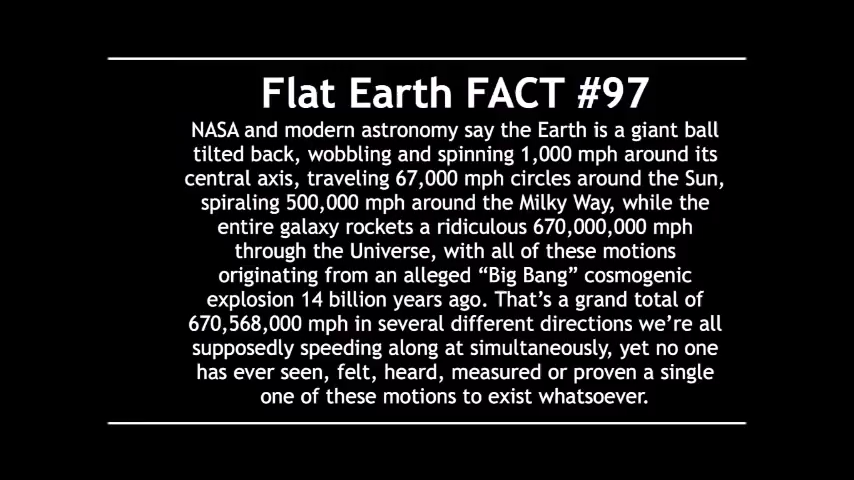 Flat Earth FACT #97
NASA and modern astronomy say the Earth is a giant ball
tilted back, wobbling and spinning 1,000 mph around its
central axis, traveling 67,000 mph circles around the Sun,
spiraling 500,000 mph around the Milky Way, while the
entire galaxy rockets a ridiculous 670,000,000 mph
through the Universe, with all of these motions
originating from an alleged “Big Bang” cosmogenic
explosion 14 billion years ago. That’s a grand total of
670,568,000 mph in several different directions we’re all
supposedly speeding along at simultaneously, yet no one
has ever seen, felt, heard, measured or proven a single
one of these motions to exist whatsoever.